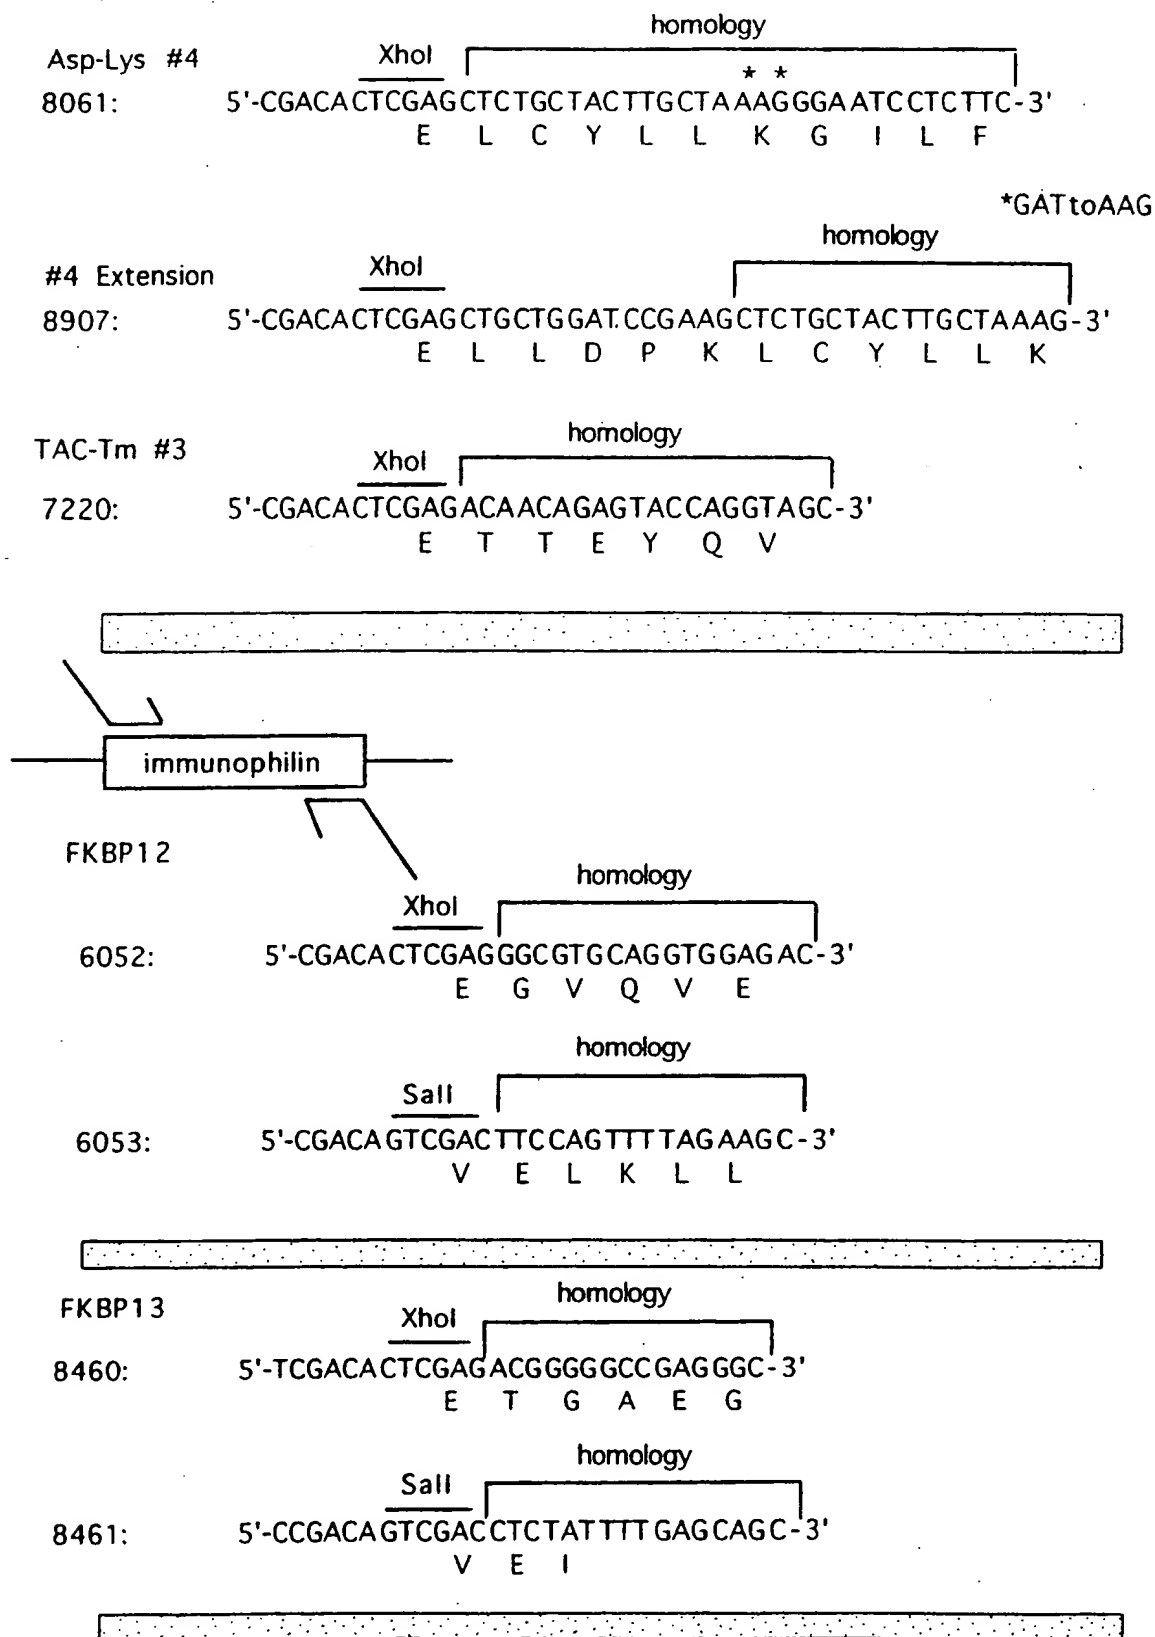 homology
Asp-Lys #4 XhoI
* *
8061: 5'-CGACACTCGAGCTCTGCTACTTGCTAAAGGGAATCCTCTTC-3'
E L C Y L L K G I L F
*GATtoAAG
homology
#4 Extension XhoI
8907: 5'-CGACACTCGAGCTGCTGGAT.CCGAAGCTCTGCTACTTGCTAAAG-3'
E L L D P K L C Y L L K
homology
TAC-Tm #3 XhoI
7220: 5'-CGACACTCGAGACAACAGAGTACCAGGTAGC-3'
E T T E Y Q V
immunophilin
FKBP12
homology
XhoI
6052: 5'-CGACACTCGAGGGCGTGCAGGTGGAGAC-3'
E G V Q V E
homology
SalI
6053: 5'-CGACAGTCGACTTCCAGTTTTAGAAGC-3'
V E L K L L
homology
FKBP13 XhoI
8460: 5'-TCGACACTCGAGACGGGGGCCGAGGGC-3'
E T G A E G
homology
SalI
8461: 5'-CCGACAGTCGACCTCTATTTTGAGCAGC-3'
V E I